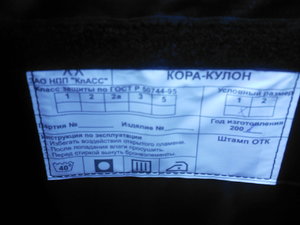 КОРА-КУЛОН
ЗАО НПП "КлАСС"
Класс защиты по ГОСТ Р 50744-95
Условный размер
1 2 2а 3 5
1 2
Год изготовления
200
Партия № Изделие №
Штамп ОТК
Инструкция по эксплуатации
- Избегать воздействия открытого пламени.
- После попадания влаги просушить.
- Перед стиркой вынуть бронеэлементы.
40